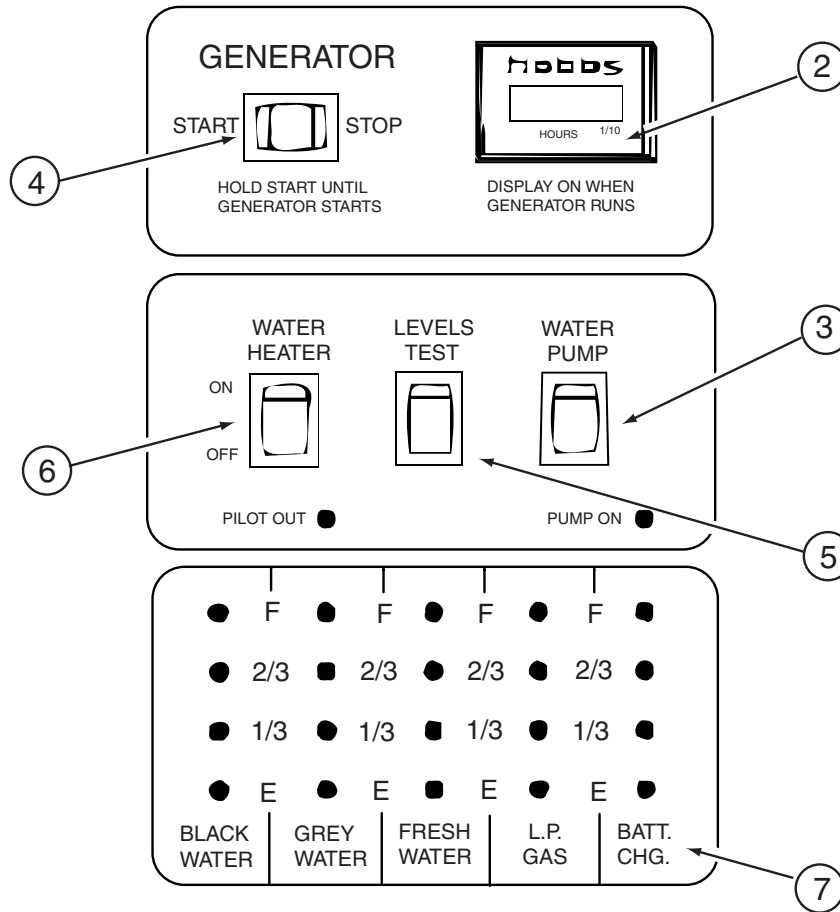 GENERATOR
hobbs
START STOP
HOURS 1/10
HOLD START UNTIL
GENERATOR STARTS
DISPLAY ON WHEN
GENERATOR RUNS
2
4
WATER
HEATER
LEVELS
TEST
WATER
PUMP
ON
OFF
3
6
PILOT OUT
PUMP ON
5
F F F F
2/3 2/3 2/3 2/3
1/3 1/3 1/3 1/3
E E E E
BLACK
WATER
GREY
WATER
FRESH
WATER
L.P.
GAS
BATT.
CHG.
7